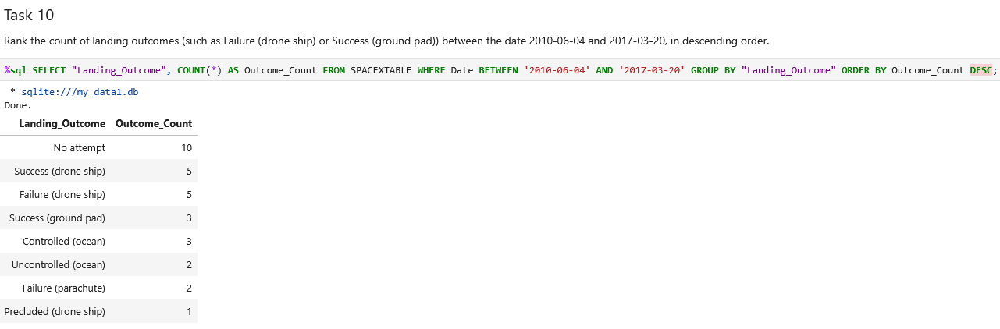 Task 10
Rank the count of landing outcomes (such as Failure (drone ship) or Success (ground pad)) between the date 2010-06-04 and 2017-03-20, in descending order.
%sql SELECT "Landing_Outcome", COUNT(*) AS Outcome_Count FROM SPACEXTABLE WHERE Date BETWEEN '2010-06-04' AND '2017-03-20' GROUP BY "Landing_Outcome" ORDER BY Outcome_Count DESC;
* sqlite:///my_data1.db
Done.
Landing_Outcome Outcome_Count
No attempt 10
Success (drone ship) 5
Failure (drone ship) 5
Success (ground pad) 3
Controlled (ocean) 3
Uncontrolled (ocean) 2
Failure (parachute) 2
Precluded (drone ship) 1